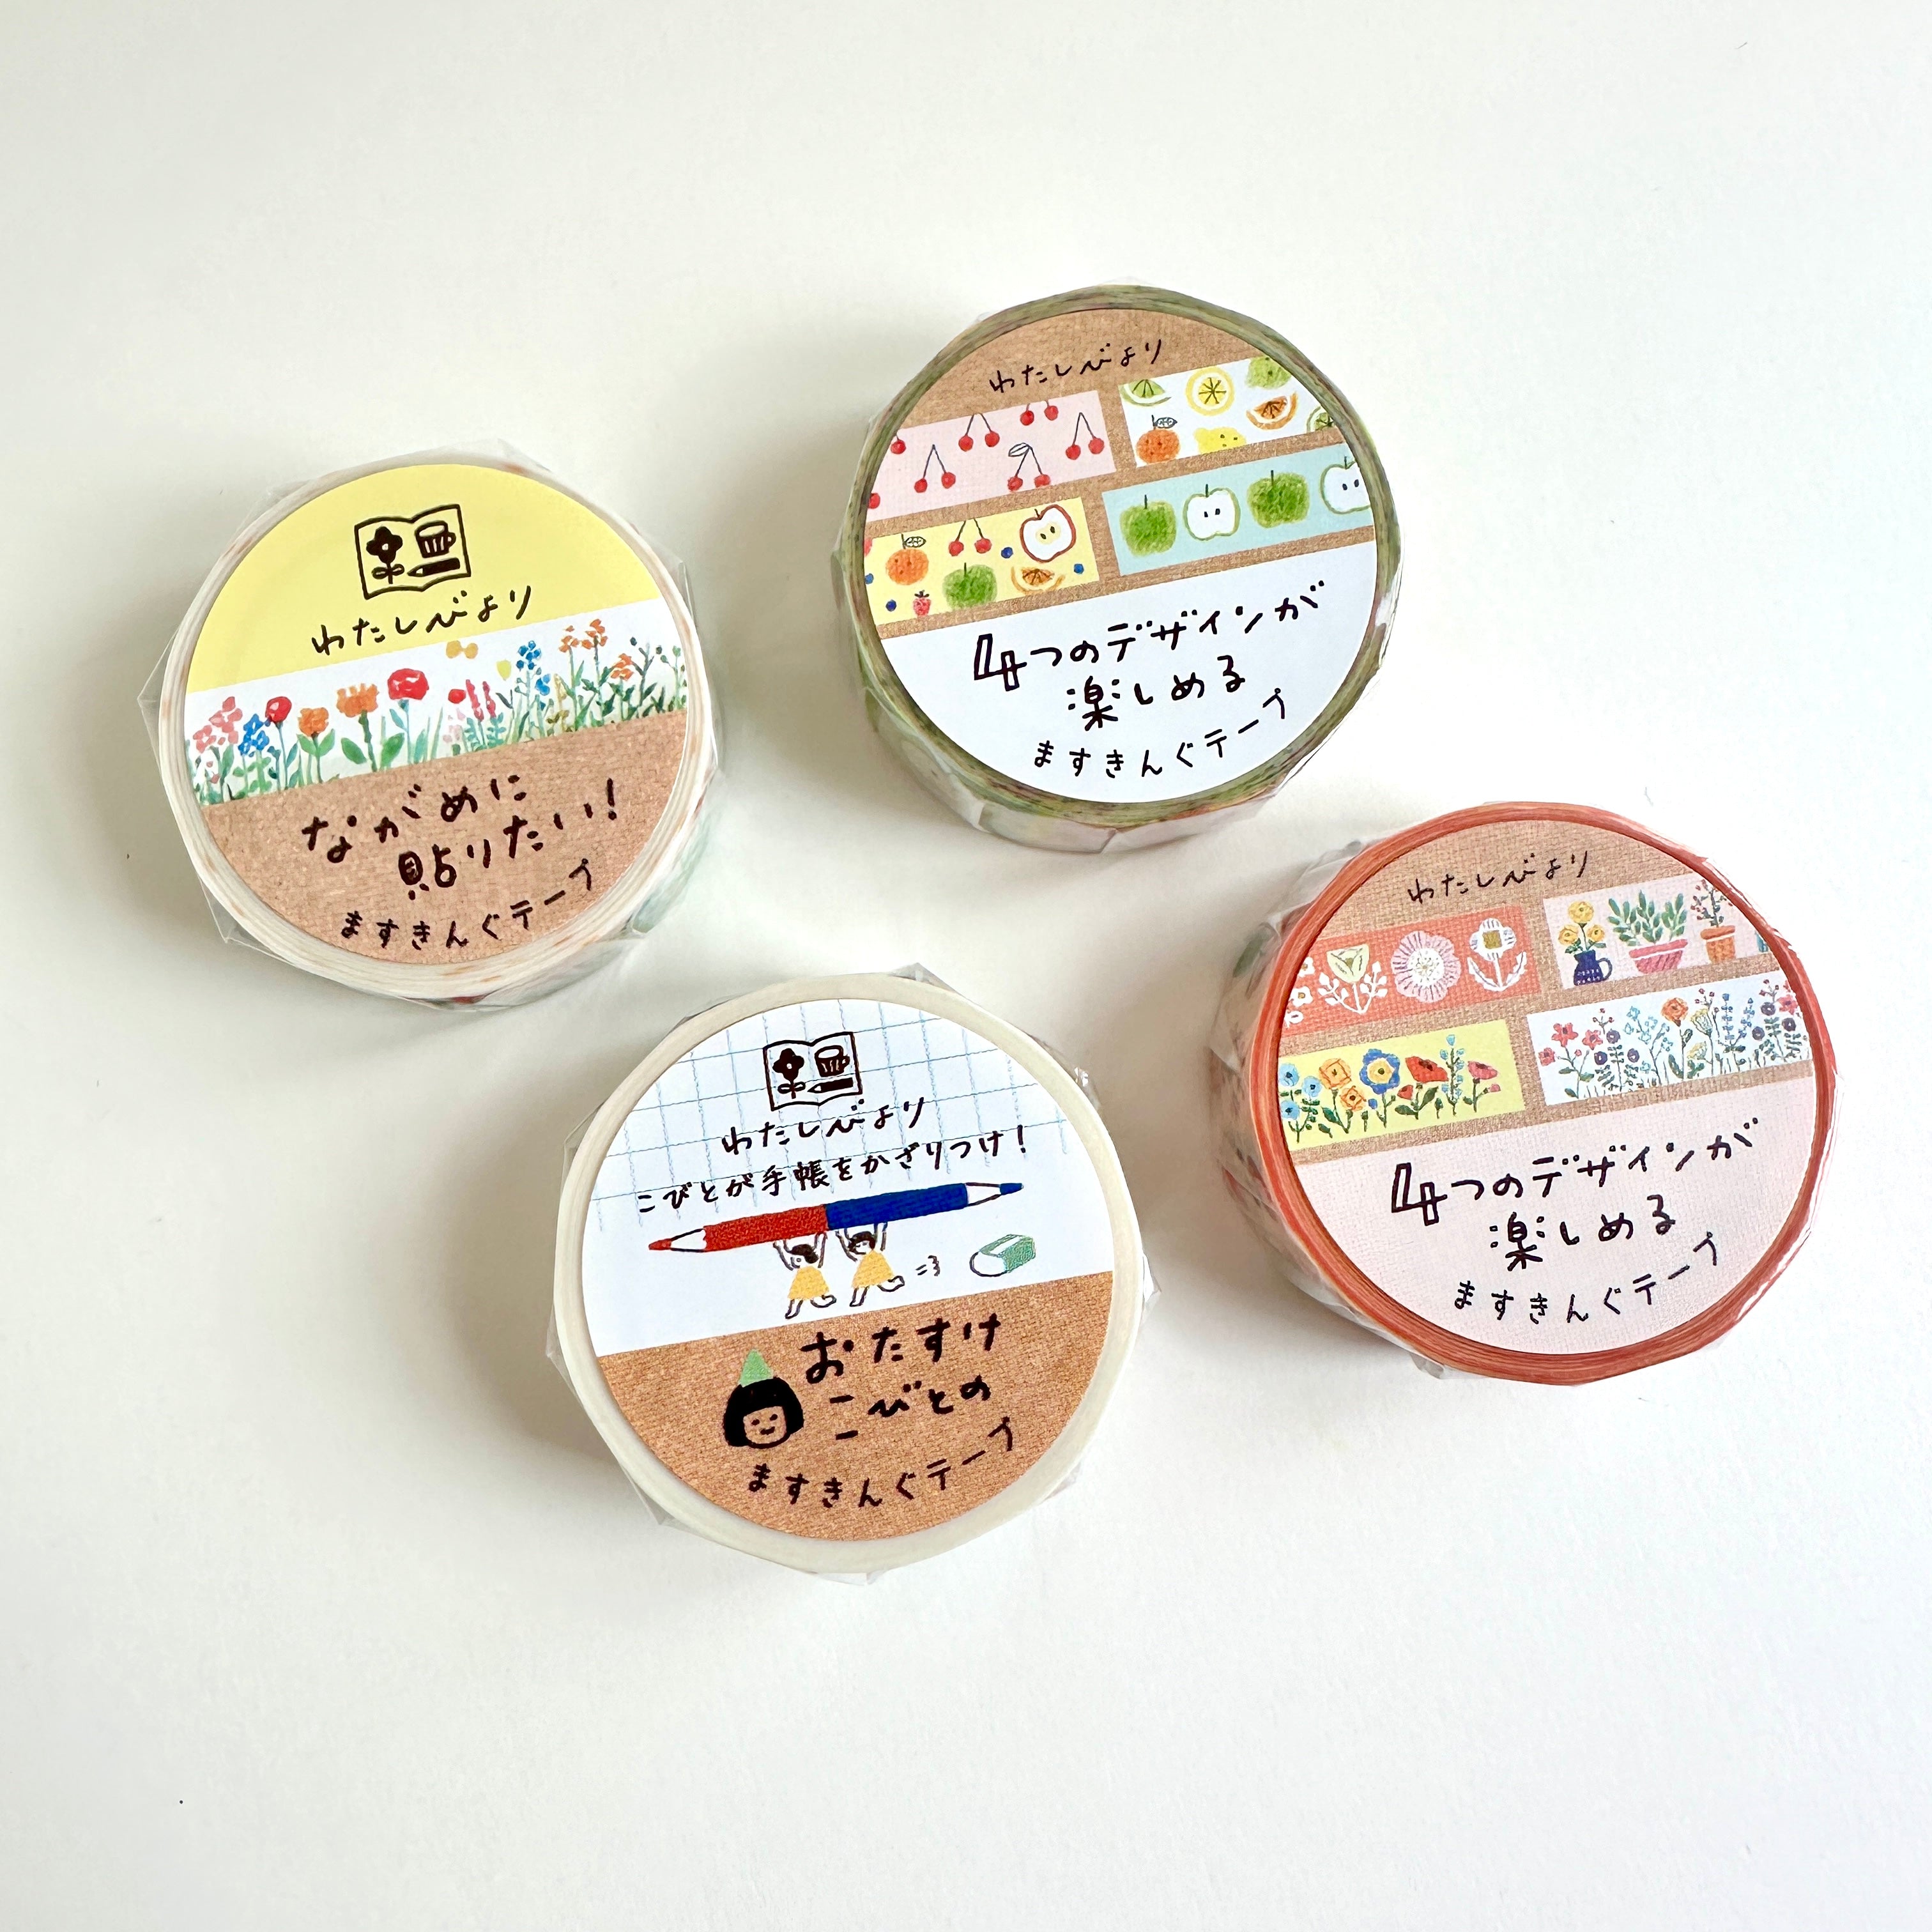 わたしびより
ながめに
貼りたい!
ますきんぐテープ
わたしびより
4つのデザインが
楽しめる
ますきんぐテープ
わたしびより
こびとが手帳をかざりつけ!
おたすけ
こびとの
ますきんぐテープ
わたしびより
4つのデザインが
楽しめる
ますきんぐテープ